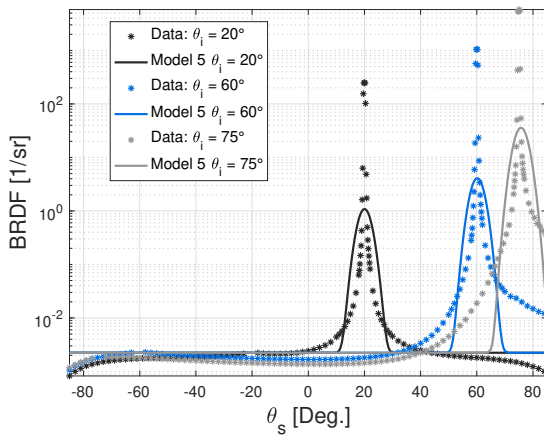 Data: θi = 20°
Model 5 θi = 20°
Data: θi = 60°
Model 5 θi = 60°
Data: θi = 75°
Model 5 θi = 75°
BRDF [1/sr]
10^2
10^0
10^-2
-80 -60 -40 -20 0 20 40 60 80
θs [Deg.]